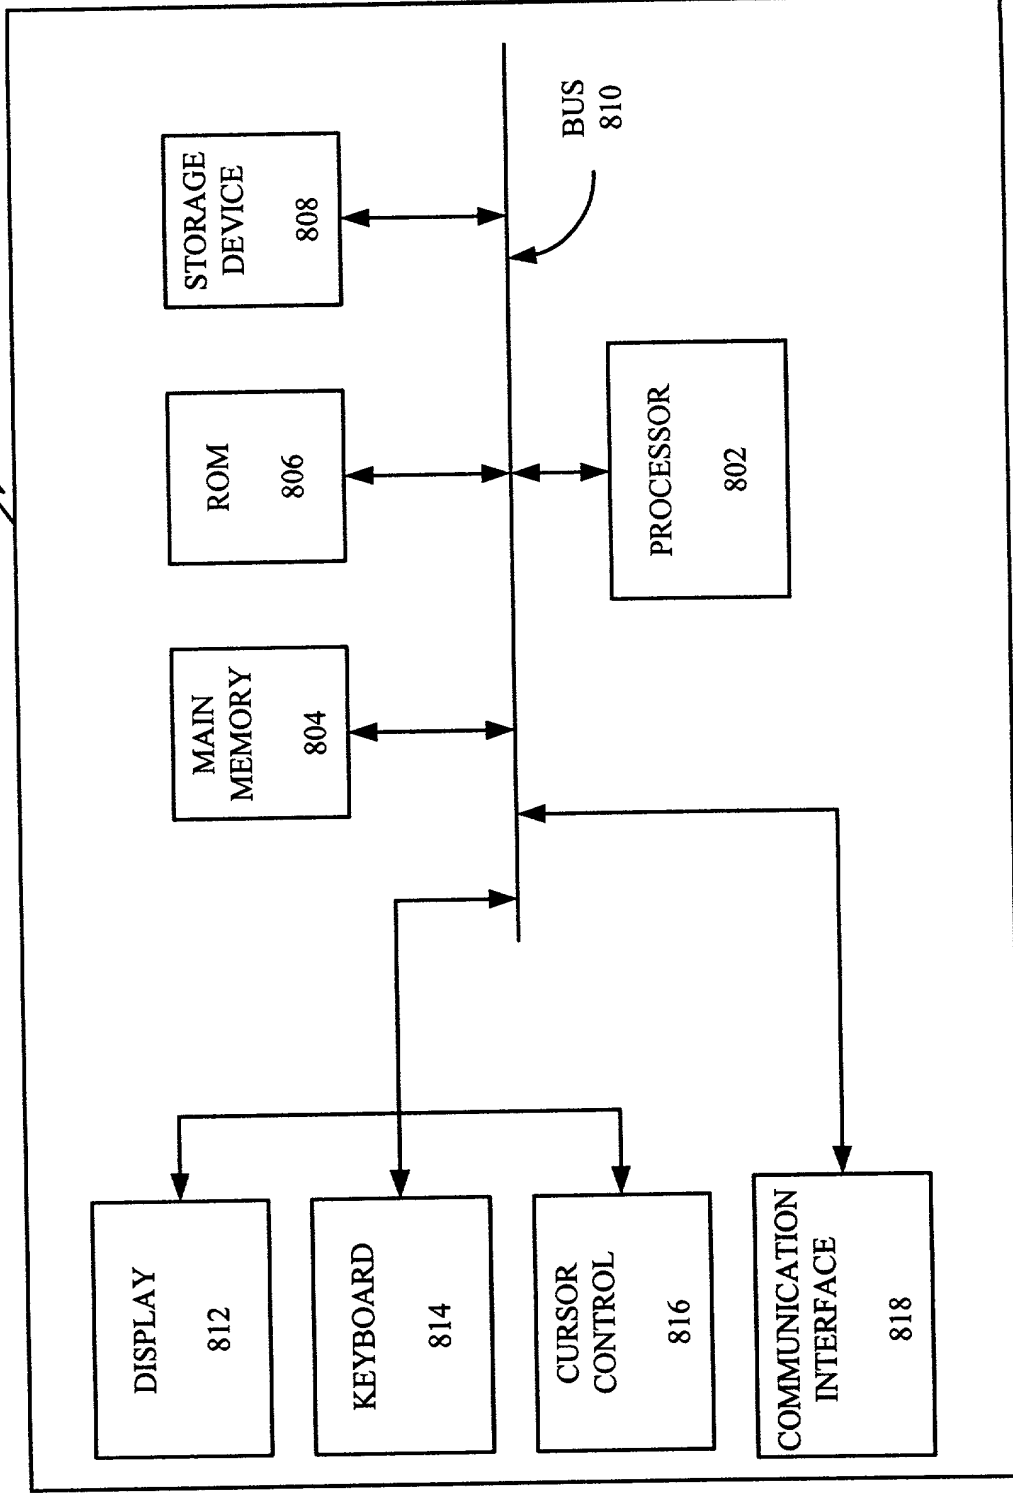 DISPLAY
812
KEYBOARD
814
CURSOR
CONTROL
816
COMMUNICATION
INTERFACE
818
MAIN
MEMORY
804
ROM
806
STORAGE
DEVICE
808
PROCESSOR
802
BUS
810